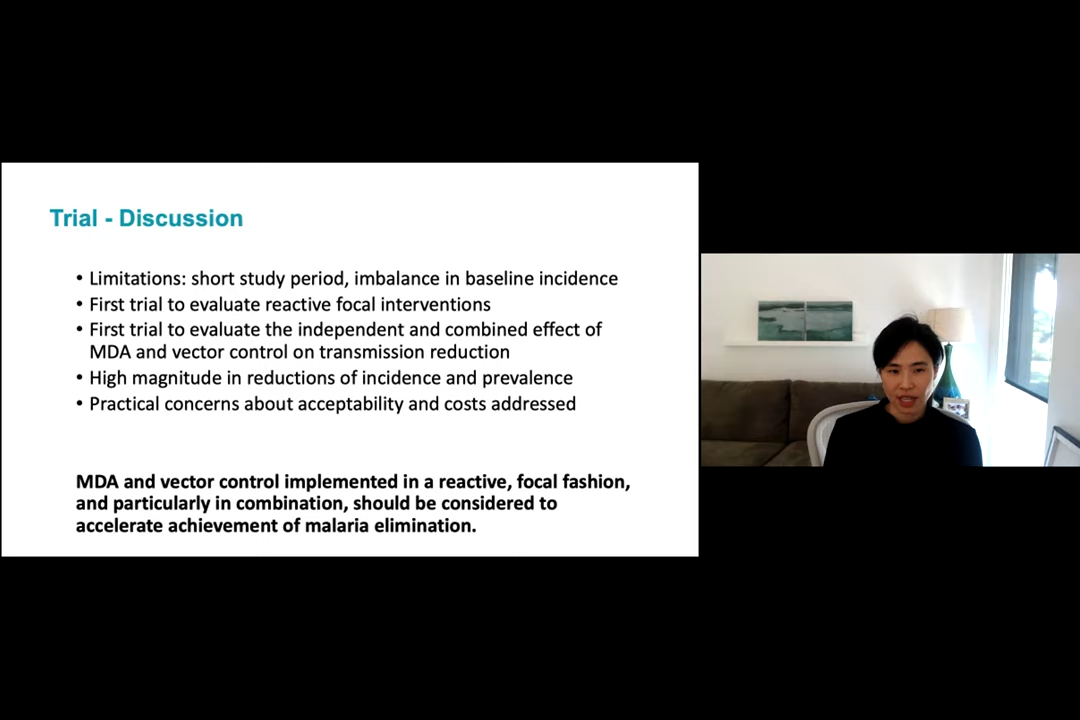 Trial - Discussion
• Limitations: short study period, imbalance in baseline incidence
• First trial to evaluate reactive focal interventions
• First trial to evaluate the independent and combined effect of
MDA and vector control on transmission reduction
• High magnitude in reductions of incidence and prevalence
• Practical concerns about acceptability and costs addressed
MDA and vector control implemented in a reactive, focal fashion,
and particularly in combination, should be considered to
accelerate achievement of malaria elimination.